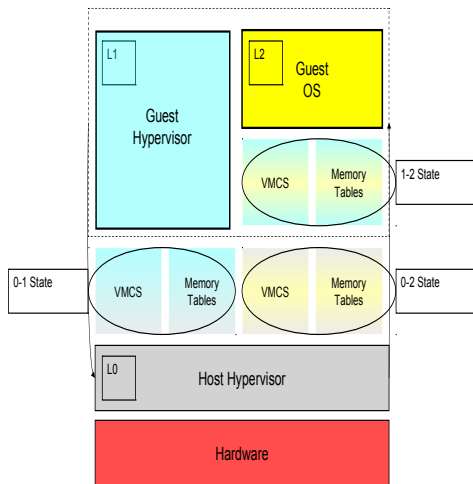 L1
Guest
Hypervisor
L2
Guest
OS
VMCS
Memory
Tables
1-2 State
0-1 State
VMCS
Memory
Tables
VMCS
Memory
Tables
0-2 State
L0
Host Hypervisor
Hardware